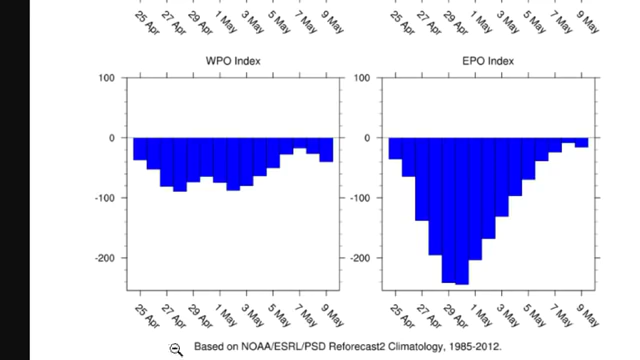 25 Apr 27 Apr 29 Apr 1 May 3 May 5 May 7 May 9 May
25 Apr 27 Apr 29 Apr 1 May 3 May 5 May 7 May 9 May
WPO Index
100
0
-100
-200
25 Apr 27 Apr 29 Apr 1 May 3 May 5 May 7 May 9 May
EPO Index
100
0
-100
-200
25 Apr 27 Apr 29 Apr 1 May 3 May 5 May 7 May 9 May
Based on NOAA/ESRL/PSD Reforecast2 Climatology, 1985-2012.